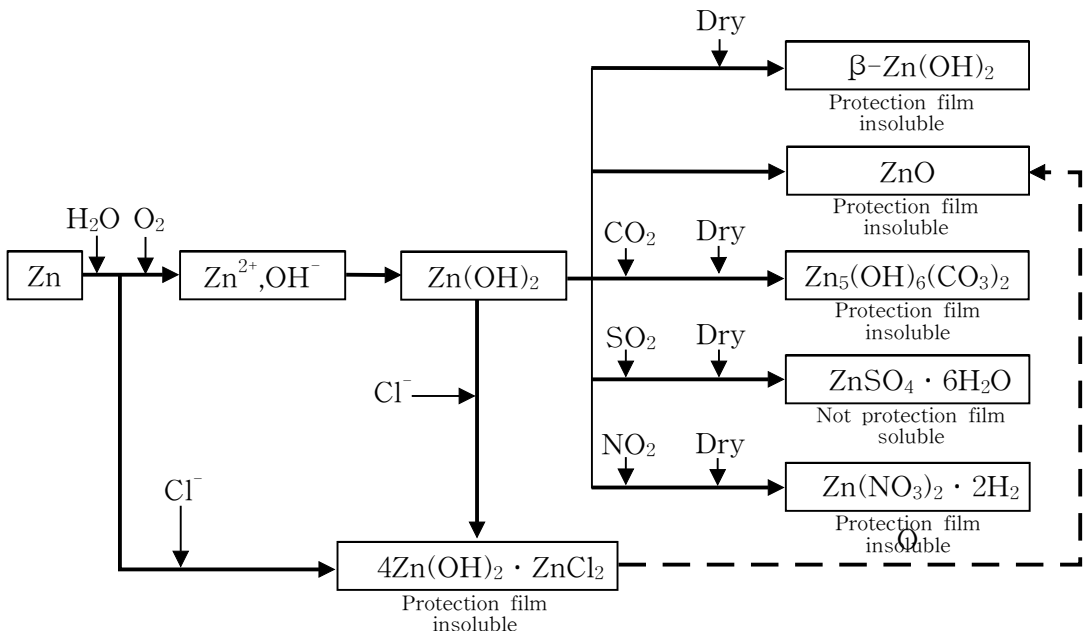 Dry
β-Zn(OH)₂
Protection film
insoluble
ZnO
Protection film
insoluble
H₂O O₂
CO₂ Dry
Zn
Zn²⁺,OH⁻
Zn(OH)₂
Zn₅(OH)₆(CO₃)₂
Protection film
insoluble
SO₂ Dry
ZnSO₄· 6H₂O
Not protection film
soluble
Cl⁻
NO₂ Dry
Zn(NO₃)₂ · 2H₂
O
Protection film
insoluble
Cl⁻
4Zn(OH)₂ · ZnCl₂
Protection film
insoluble